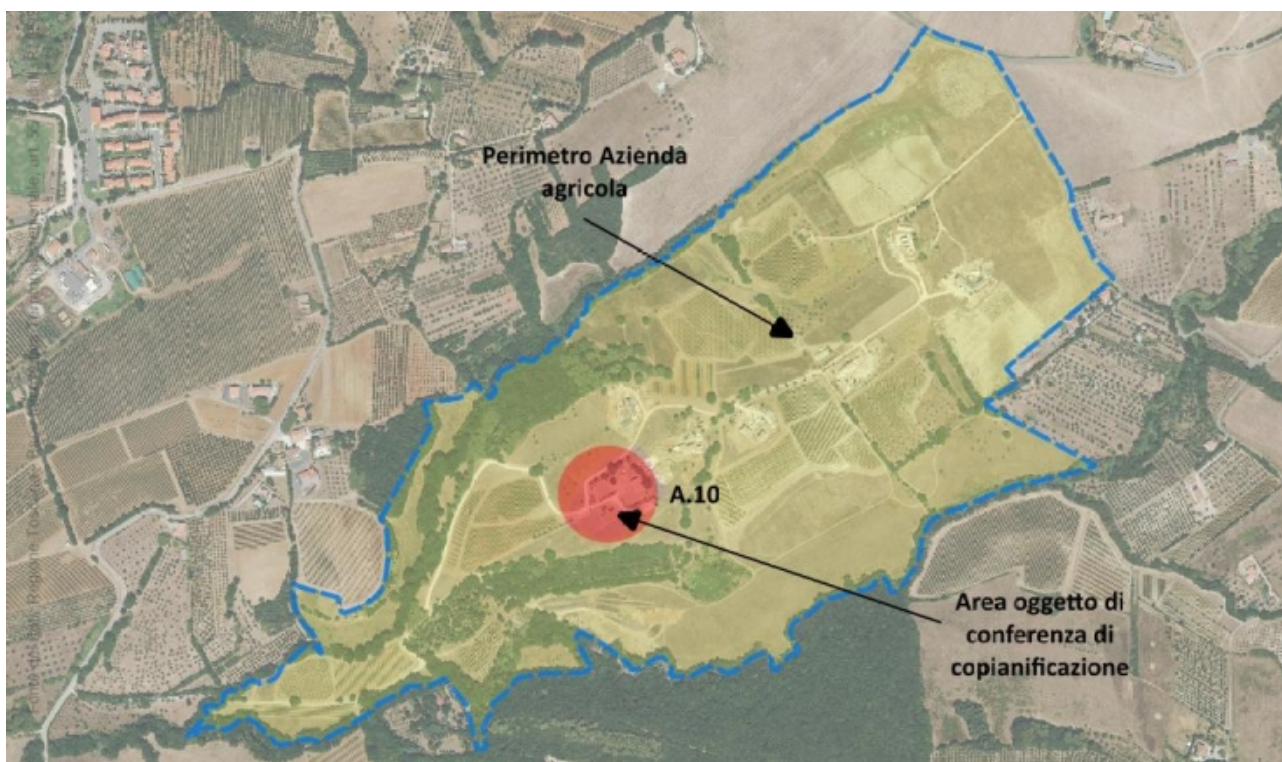 Perimetro Azienda
agricola
A.10
Area oggetto di
conferenza di
copianificazione